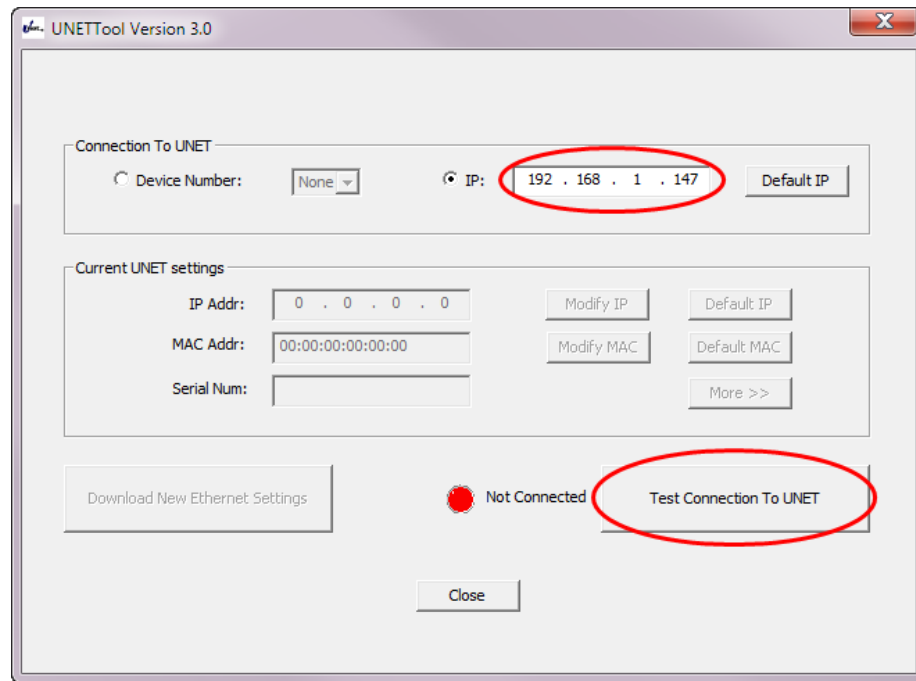 UNETTool Version 3.0
Connection To UNET
Device Number: None IP: 192 . 168 . 1 . 147 Default IP
Current UNET settings
IP Addr: 0 . 0 . 0 . 0 Modify IP Default IP
MAC Addr: 00:00:00:00:00:00 Modify MAC Default MAC
Serial Num: More >>
Download New Ethernet Settings Not Connected Test Connection To UNET
Close